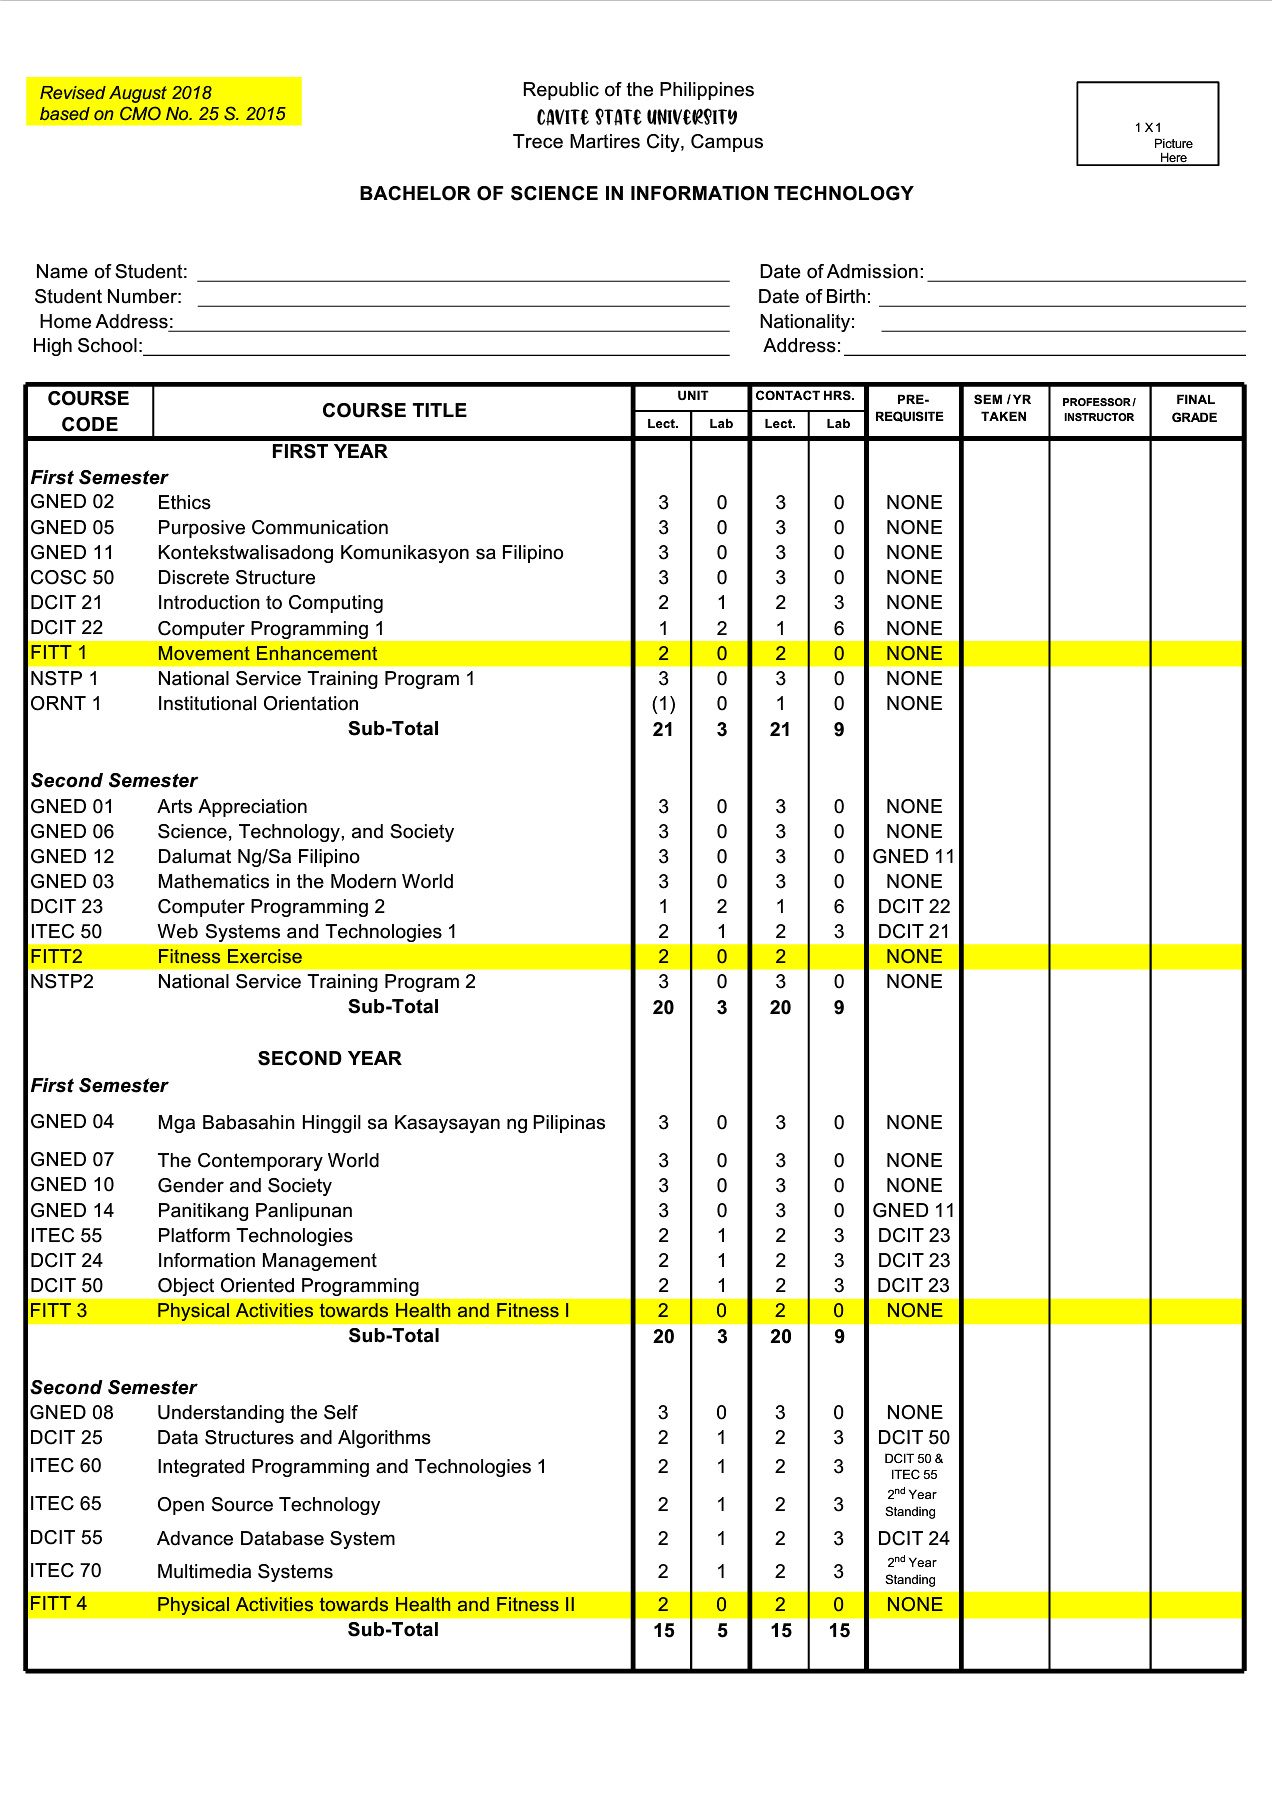 Revised August 2018
based on CMO No. 25 S. 2015
Republic of the Philippines
CAVITE STATE UNIVERSITY
Trece Martires City, Campus
1 X 1
Picture
Here
BACHELOR OF SCIENCE IN INFORMATION TECHNOLOGY
Name of Student: Date of Admission:
Student Number: Date of Birth:
Home Address: Nationality:
High School: Address:
COURSE CODE COURSE TITLE UNIT CONTACT HRS. PRE-REQUISITE SEM / YR TAKEN PROFESSOR / INSTRUCTOR FINAL GRADE
Lect. Lab Lect. Lab
FIRST YEAR
First Semester
GNED 02 Ethics 3 0 3 0 NONE
GNED 05 Purposive Communication 3 0 3 0 NONE
GNED 11 Kontekstwalisadong Komunikasyon sa Filipino 3 0 3 0 NONE
COSC 50 Discrete Structure 3 0 3 0 NONE
DCIT 21 Introduction to Computing 2 1 2 3 NONE
DCIT 22 Computer Programming 1 1 2 1 6 NONE
FITT 1 Movement Enhancement 2 0 2 0 NONE
NSTP 1 National Service Training Program 1 3 0 3 0 NONE
ORNT 1 Institutional Orientation (1) 0 1 0 NONE
Sub-Total 21 3 21 9
Second Semester
GNED 01 Arts Appreciation 3 0 3 0 NONE
GNED 06 Science, Technology, and Society 3 0 3 0 NONE
GNED 12 Dalumat Ng/Sa Filipino 3 0 3 0 GNED 11
GNED 03 Mathematics in the Modern World 3 0 3 0 NONE
DCIT 23 Computer Programming 2 1 2 1 6 DCIT 22
ITEC 50 Web Systems and Technologies 1 2 1 2 3 DCIT 21
FITT2 Fitness Exercise 2 0 2 NONE
NSTP2 National Service Training Program 2 3 0 3 0 NONE
Sub-Total 20 3 20 9
SECOND YEAR
First Semester
GNED 04 Mga Babasahin Hinggil sa Kasaysayan ng Pilipinas 3 0 3 0 NONE
GNED 07 The Contemporary World 3 0 3 0 NONE
GNED 10 Gender and Society 3 0 3 0 NONE
GNED 14 Panitikang Panlipunan 3 0 3 0 GNED 11
ITEC 55 Platform Technologies 2 1 2 3 DCIT 23
DCIT 24 Information Management 2 1 2 3 DCIT 23
DCIT 50 Object Oriented Programming 2 1 2 3 DCIT 23
FITT 3 Physical Activities towards Health and Fitness I 2 0 2 0 NONE
Sub-Total 20 3 20 9
Second Semester
GNED 08 Understanding the Self 3 0 3 0 NONE
DCIT 25 Data Structures and Algorithms 2 1 2 3 DCIT 50
ITEC 60 Integrated Programming and Technologies 1 2 1 2 3 DCIT 50 & ITEC 55
ITEC 65 Open Source Technology 2 1 2 3 2nd Year Standing
DCIT 55 Advance Database System 2 1 2 3 DCIT 24
ITEC 70 Multimedia Systems 2 1 2 3 2nd Year Standing
FITT 4 Physical Activities towards Health and Fitness II 2 0 2 0 NONE
Sub-Total 15 5 15 15